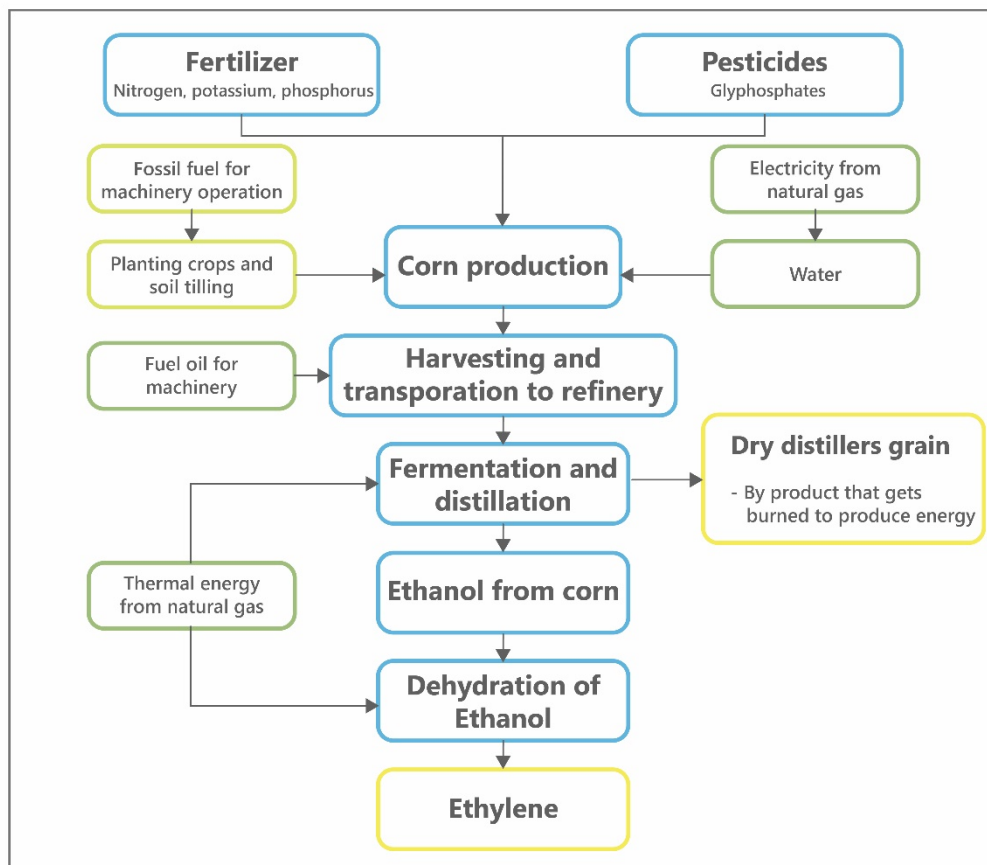 Fertilizer
Nitrogen, potassium, phosphorus
Pesticides
Glyphosphates
Fossil fuel for
machinery operation
Electricity from
natural gas
Planting crops and
soil tilling
Corn production
Water
Fuel oil for
machinery
Harvesting and
transporation to refinery
Fermentation and
distillation
Dry distillers grain
- By product that gets
burned to produce energy
Thermal energy
from natural gas
Ethanol from corn
Dehydration of
Ethanol
Ethylene